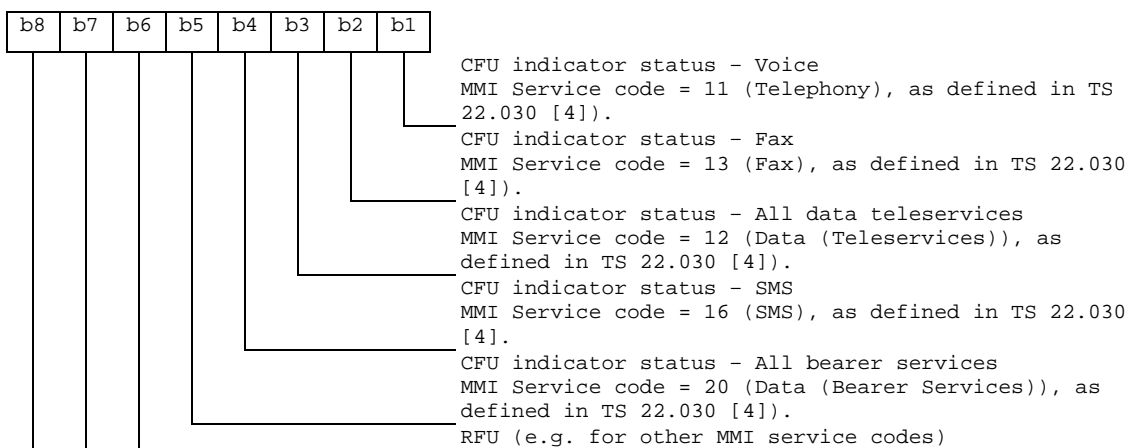 b8 b7 b6 b5 b4 b3 b2 b1
CFU indicator status – Voice
MMI Service code = 11 (Telephony), as defined in TS
22.030 [4]).
CFU indicator status – Fax
MMI Service code = 13 (Fax), as defined in TS 22.030
[4]).
CFU indicator status – All data teleservices
MMI Service code = 12 (Data (Teleservices)), as
defined in TS 22.030 [4]).
CFU indicator status – SMS
MMI Service code = 16 (SMS), as defined in TS 22.030
[4].
CFU indicator status – All bearer services
MMI Service code = 20 (Data (Bearer Services)), as
defined in TS 22.030 [4]).
RFU (e.g. for other MMI service codes)